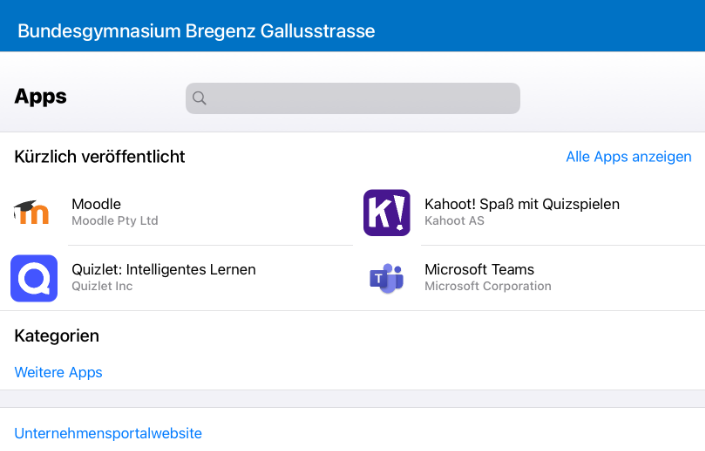 Bundesgymnasium Bregenz Gallusstrasse
Apps
Kürzlich veröffentlicht
Alle Apps anzeigen
Moodle
Moodle Pty Ltd
Kahoot! Spaß mit Quizspielen
Kahoot AS
Quizlet: Intelligentes Lernen
Quizlet Inc
Microsoft Teams
Microsoft Corporation
Kategorien
Weitere Apps
Unternehmensportalwebsite